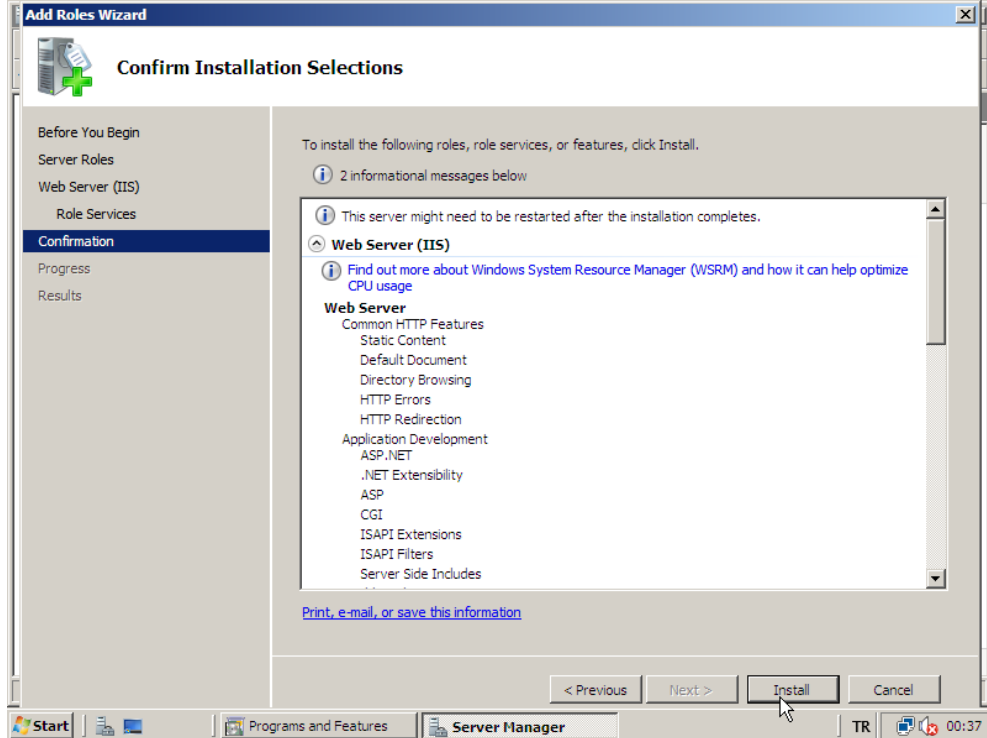 Add Roles Wizard
Confirm Installation Selections
Before You Begin
Server Roles
Web Server (IIS)
Role Services
Confirmation
Progress
Results
To install the following roles, role services, or features, click Install.
2 informational messages below
This server might need to be restarted after the installation completes.
Web Server (IIS)
Find out more about Windows System Resource Manager (WSRM) and how it can help optimize
CPU usage
Web Server
Common HTTP Features
Static Content
Default Document
Directory Browsing
HTTP Errors
HTTP Redirection
Application Development
ASP.NET
.NET Extensibility
ASP
CGI
ISAPI Extensions
ISAPI Filters
Server Side Includes
Print, e-mail, or save this information
< Previous
Next >
Install
Cancel
Start
Programs and Features
Server Manager
TR
00:37